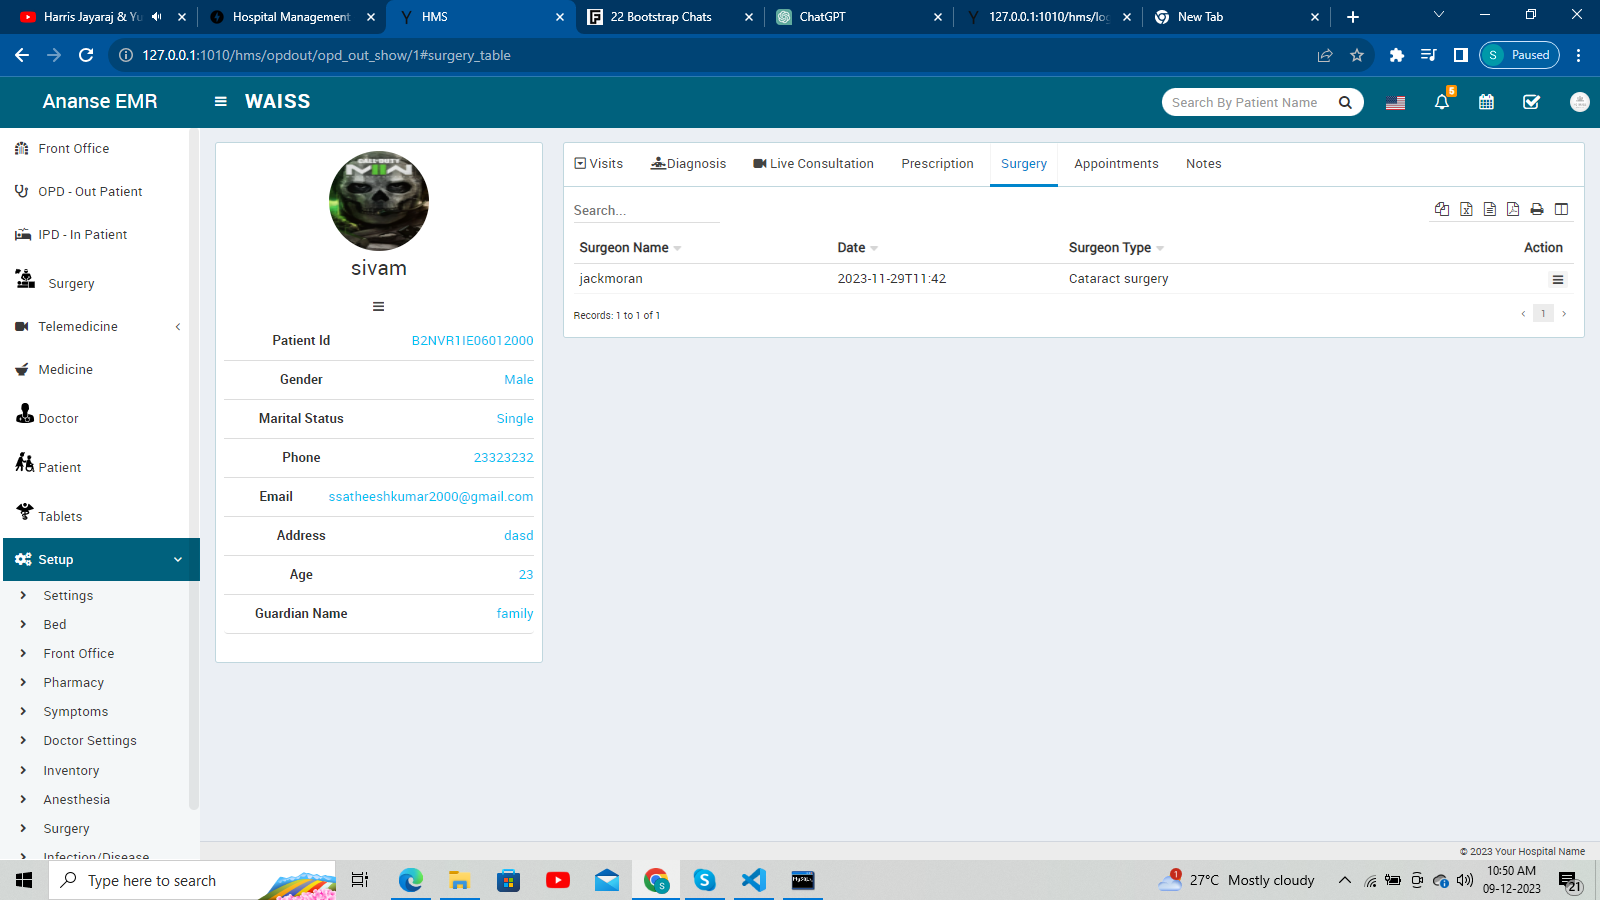 Harris Jayaraj & Yu
Hospital Management
HMS
22 Bootstrap Chats
ChatGPT
127.0.0.1:1010/hms/log
New Tab
127.0.0.1:1010/hms/opdout/opd_out_show/1#surgery_table
S Paused
Ananse EMR
WAISS
Search By Patient Name
5
Front Office
OPD - Out Patient
IPD - In Patient
Surgery
Telemedicine
Medicine
Doctor
Patient
Tablets
Setup
Settings
Bed
Front Office
Pharmacy
Symptoms
Doctor Settings
Inventory
Anesthesia
Surgery
Infection/Disease
CALL OF DUTY
MWII
sivam
Patient Id B2NVR1IE06012000
Gender Male
Marital Status Single
Phone 23323232
Email ssatheeshkumar2000@gmail.com
Address dasd
Age 23
Guardian Name family
Visits Diagnosis Live Consultation Prescription Surgery Appointments Notes
Search...
Surgeon Name Date Surgeon Type Action
jackmoran 2023-11-29T11:42 Cataract surgery
Records: 1 to 1 of 1
1
© 2023 Your Hospital Name
Type here to search
S
MySQL
1
27°C Mostly cloudy
10:50 AM
09-12-2023
21